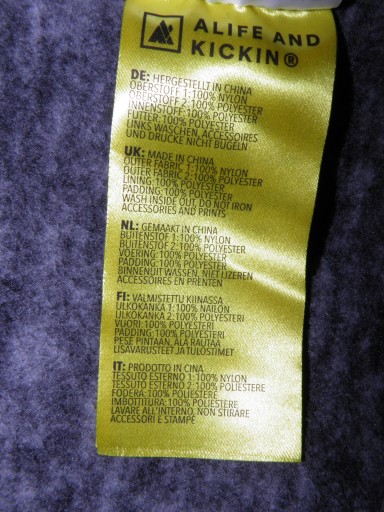 ALIFE AND
KICKIN®
DE: HERGESTELLT IN CHINA
OBERSTOFF 1:100% NYLON
OBERSTOFF 2:100% POLYESTER
INNENSTOFF: 100% POLYESTER
FUTTER: 100% POLYESTER
LINKS WASCHEN, ACCESSOIRES
UND DRUCKE NICHT BÜGELN
UK: MADE IN CHINA
OUTER FABRIC 1:100% NYLON
OUTER FABRIC 2:100% POLYESTER
LINING: 100% POLYESTER
PADDING: 100% POLYESTER
WASH INSIDE OUT, DO NOT IRON
ACCESSORIES AND PRINTS
NL: GEMAAKT IN CHINA
BUITENSTOF 1:100% NYLON
BUITENSTOF 2:100% POLYESTER
VOERING: 100% POLYESTER
PADDING: 100% POLYESTER
BINNENUIT WASSEN, NIET IJZEREN
ACCESSOIRES EN PRENTEN
FI: VALMISTETTU KIINASSA
ULKOKANKA 1:100% NAILON
ULKOKANKA 2:100% POLYESTERI
VUORI: 100% POLYESTERI
PADDING: 100% POLYESTERI
PESE PINTAAN, ÄLÄ RAUTAA
LISÄVARUSTEET JA TULOSTIMET
IT: PRODOTTO IN CINA
TESSUTO ESTERNO 1:100% NYLON
TESSUTO ESTERNO 2:100% POLIESTERE
FODERA: 100% POLIESTERE
IMBOTTITURA: 100% POLIESTERE
LAVARE ALL'INTERNO, NON STIRARE
ACCESSORI E STAMPE